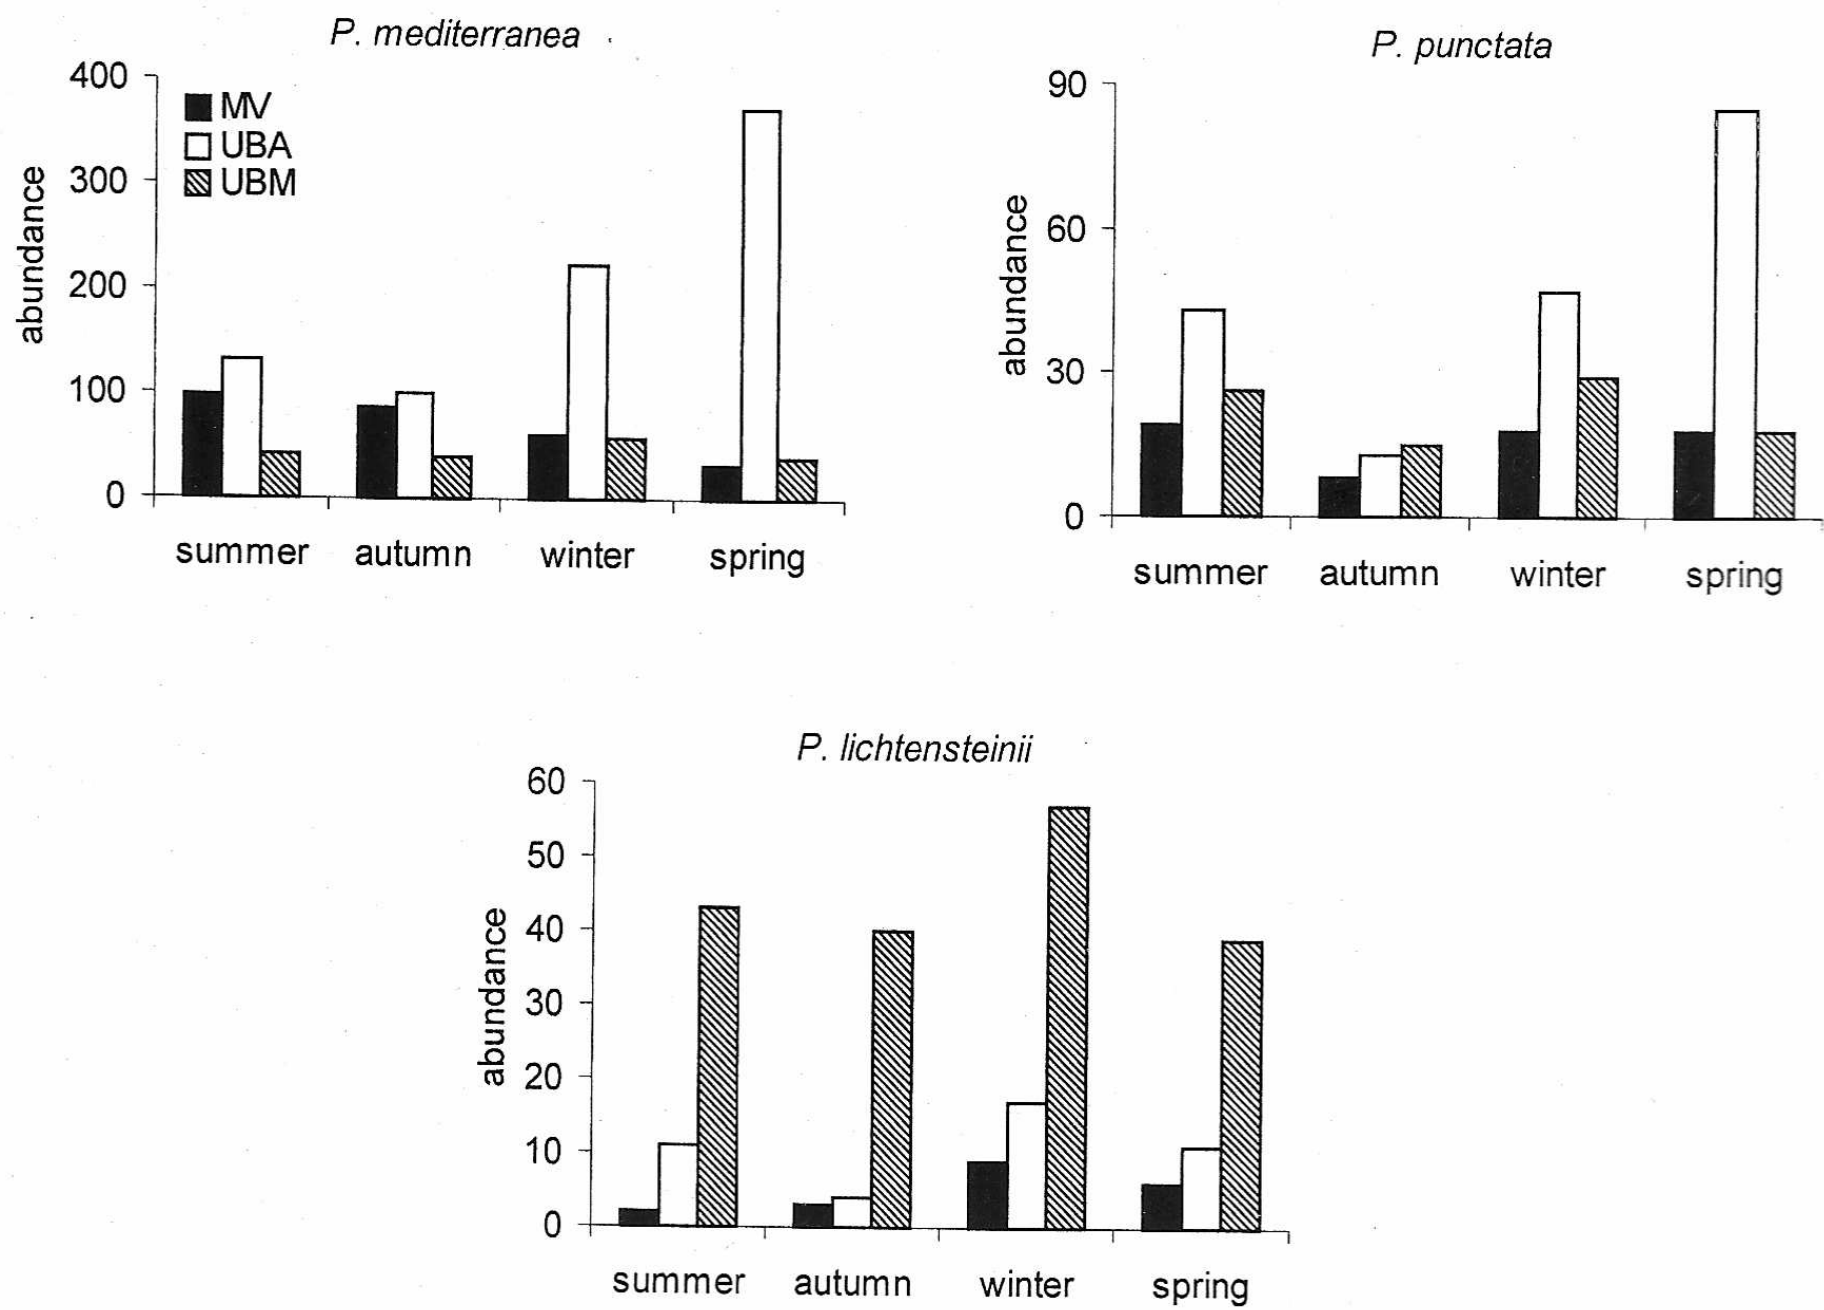 P. mediterranea
400
300
200
100
0
abundance
MV
UBA
UBM
summer autumn winter spring
P. punctata
90
60
30
0
abundance
summer autumn winter spring
P. lichtensteinii
60
50
40
30
20
10
0
abundance
summer autumn winter spring